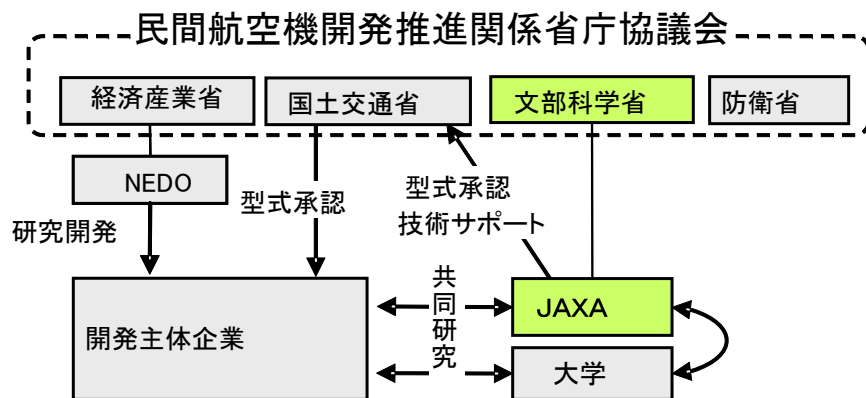 民間航空機開発推進関係省庁協議会
経済産業省
国土交通省
文部科学省
防衛省
NEDO
型式承認
型式承認
技術サポート
研究開発
共同研究
JAXA
開発主体企業
大学